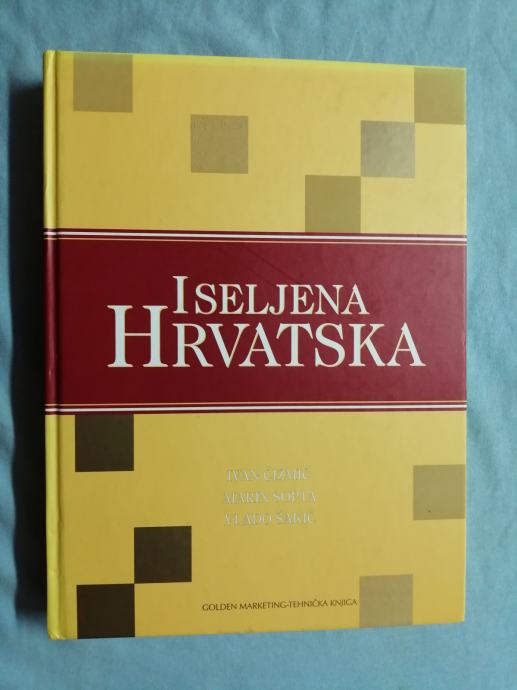 ISELJENA
HRVATSKA
IVAN ČIZMIĆ
MARIN SOPTA
VLADO ŠAKIĆ
GOLDEN MARKETING-TEHNIČKA KNJIGA